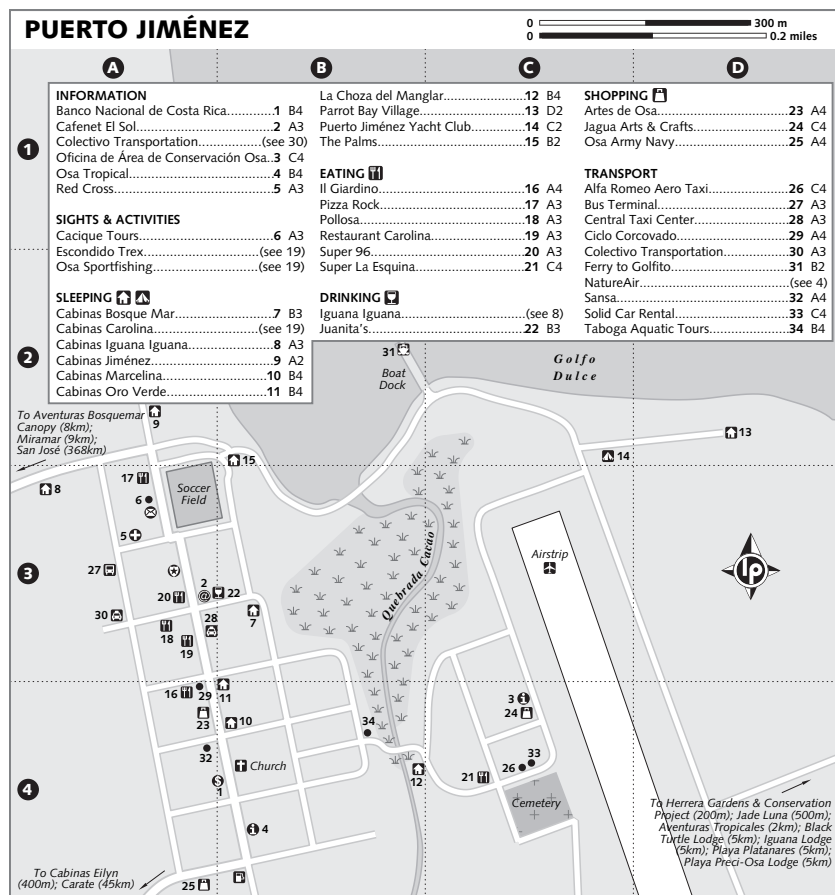 PUERTO JIMÉNEZ
0 300 m
0 0.2 miles
A B C D
INFORMATION
Banco Nacional de Costa Rica 1 B4
Cafenet El Sol 2 A3
Colectivo Transportation (see 30)
Oficina de Área de Conservación Osa 3 C4
Osa Tropical 4 B4
Red Cross 5 A3
SIGHTS & ACTIVITIES
Cacique Tours 6 A3
Escondido Trex (see 19)
Osa Sportfishing (see 19)
SLEEPING
Cabinas Bosque Mar 7 B3
Cabinas Carolina (see 19)
Cabinas Iguana Iguana 8 A3
Cabinas Jiménez 9 A2
Cabinas Marcelina 10 B4
Cabinas Oro Verde 11 B4
La Choza del Manglar 12 B4
Parrot Bay Village 13 D2
Puerto Jiménez Yacht Club 14 C2
The Palms 15 B2
EATING
Il Giardino 16 A4
Pizza Rock 17 A3
Pollosa 18 A3
Restaurant Carolina 19 A3
Super 96 20 A3
Super La Esquina 21 C4
DRINKING
Iguana Iguana (see 8)
Juanita's 22 B3
SHOPPING
Artes de Osa 23 A4
Jagua Arts & Crafts 24 C4
Osa Army Navy 25 A4
TRANSPORT
Alfa Romeo Aero Taxi 26 C4
Bus Terminal 27 A3
Central Taxi Center 28 A3
Ciclo Corcovado 29 A4
Colectivo Transportation 30 A3
Ferry to Golfito 31 B2
NatureAir (see 4)
Sansa 32 A4
Solid Car Rental 33 C4
Taboga Aquatic Tours 34 B4
1
2
3
4
31
Boat
Dock
Golfo
Dulce
To Aventuras Bosquemar
Canopy (8km);
Miramar (9km);
San José (368km)
9
13
14
15
17
8
Soccer
Field
6
5
Airstrip
27
2
22
20
30
28
7
18
19
Quebrada Cacao
lp
16
29
11
3
24
23
10
34
32
33
Church
12
21
26
1
$
@
Cemetery
4
To Herrera Gardens & Conservation
Project (200m); Jade Luna (500m);
Aventuras Tropicales (2km); Black
Turtle Lodge (5km); Iguana Lodge
(5km); Playa Platanares (5km);
Playa Preci-Osa Lodge (5km)
To Cabinas Eilyn
(400m); Carate (45km)
25